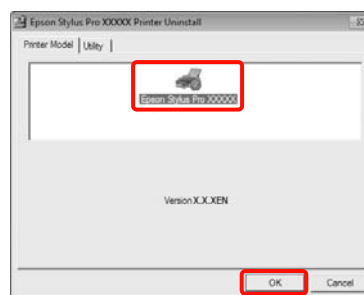 Epson Stylus Pro XXXXX Printer Uninstall
Printer Model | Utility |
Epson Stylus Pro XXXXX
Version X.X.XEN
OK Cancel